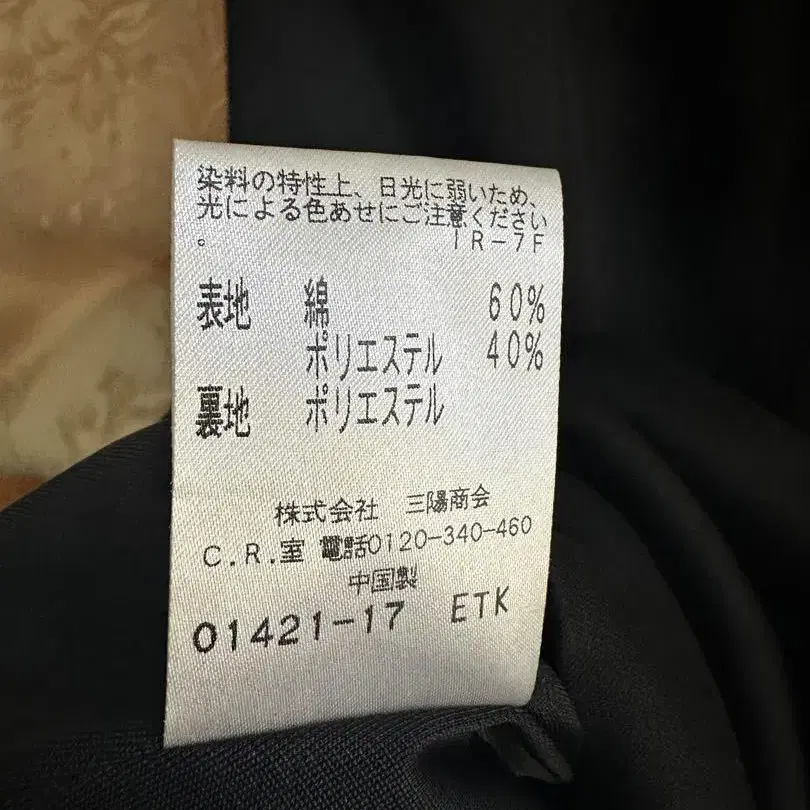 染料の特性上、日光に弱いため、
光による色あせにご注意ください
。 IR-7F
表地 綿 60%
ポリエステル 40%
裏地 ポリエステル
株式会社 三陽商会
C.R.室 電話0120-340-460
中国製
01421-17 ETK